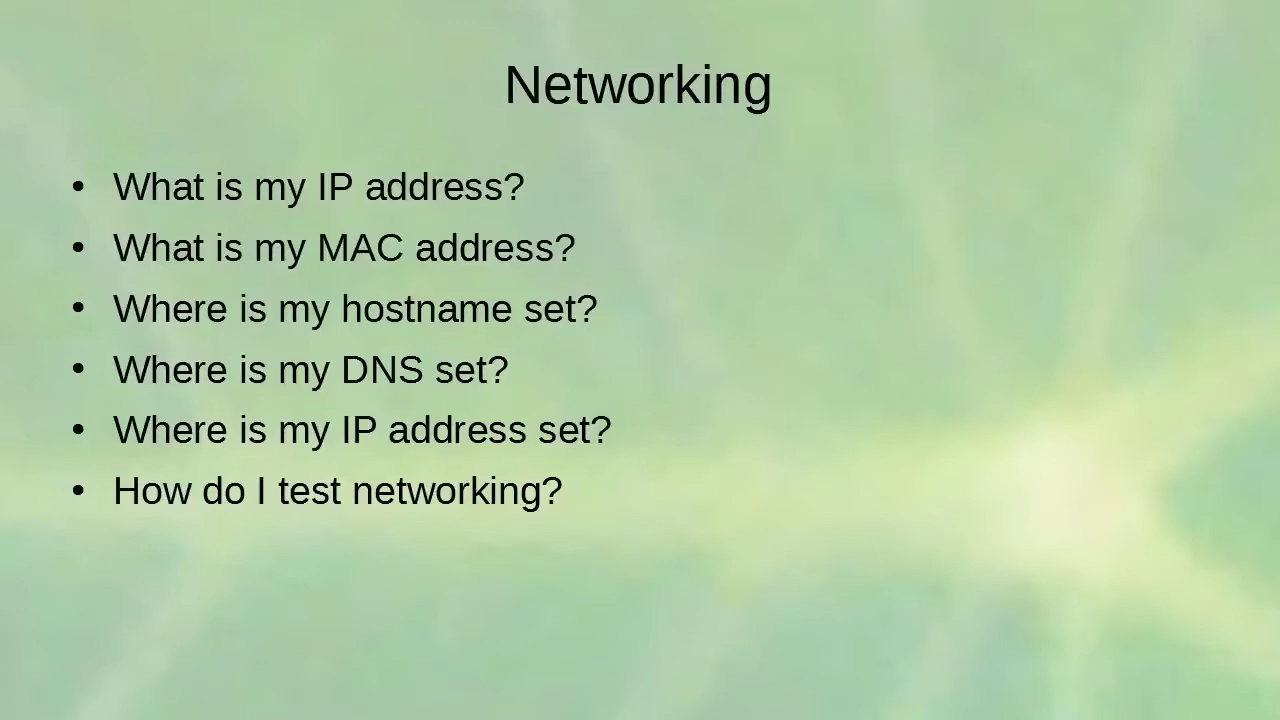 Networking
• What is my IP address?
• What is my MAC address?
• Where is my hostname set?
• Where is my DNS set?
• Where is my IP address set?
• How do I test networking?